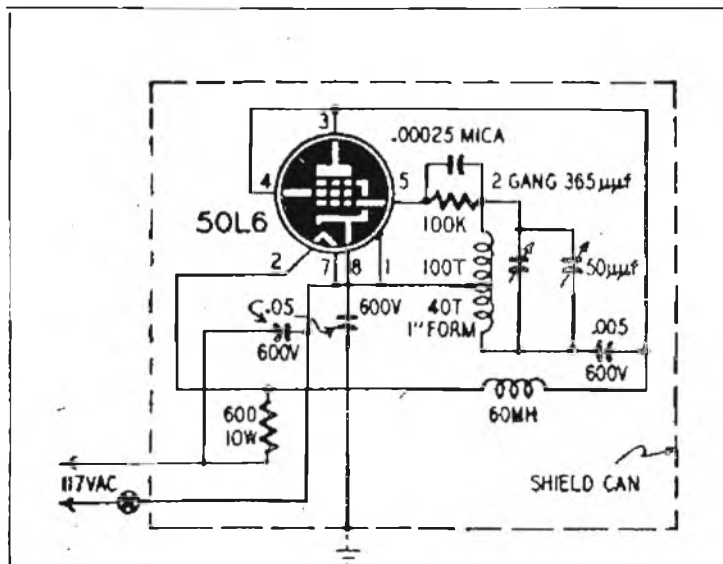 3
.00025 MICA
4
5
2 GANG 365µµf
50L6
100K
2
7
8
1
100T
50µµf
.05
600V
40T
1" FORM
.005
600V
600V
60MH
600
10W
117VAC
SHIELD CAN